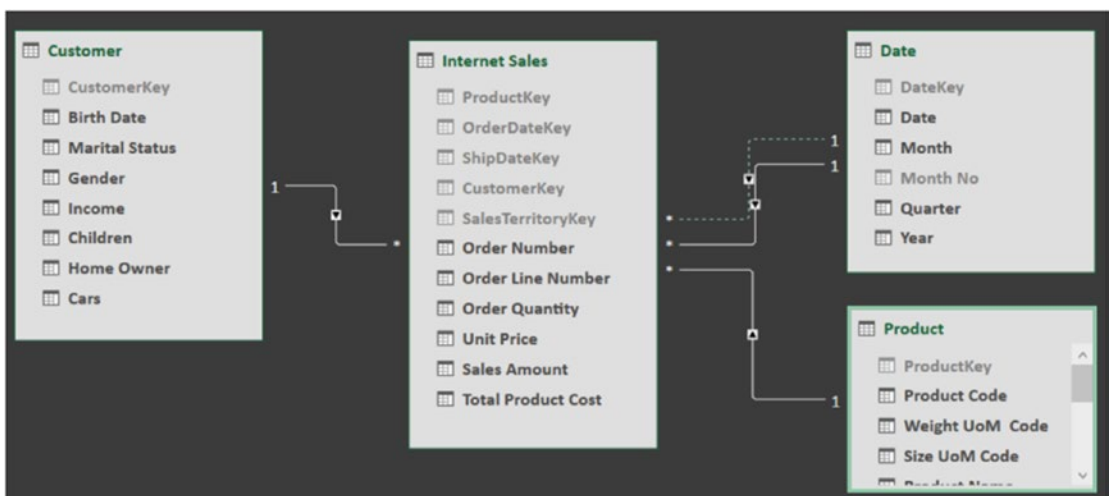 Customer
CustomerKey
Birth Date
Marital Status
Gender
Income
Children
Home Owner
Cars
1
*
Internet Sales
ProductKey
OrderDateKey
ShipDateKey
CustomerKey
SalesTerritoryKey
Order Number
Order Line Number
Order Quantity
Unit Price
Sales Amount
Total Product Cost
*
*
*
1
1
1
Date
DateKey
Date
Month
Month No
Quarter
Year
Product
ProductKey
Product Code
Weight UoM Code
Size UoM Code
Product Name